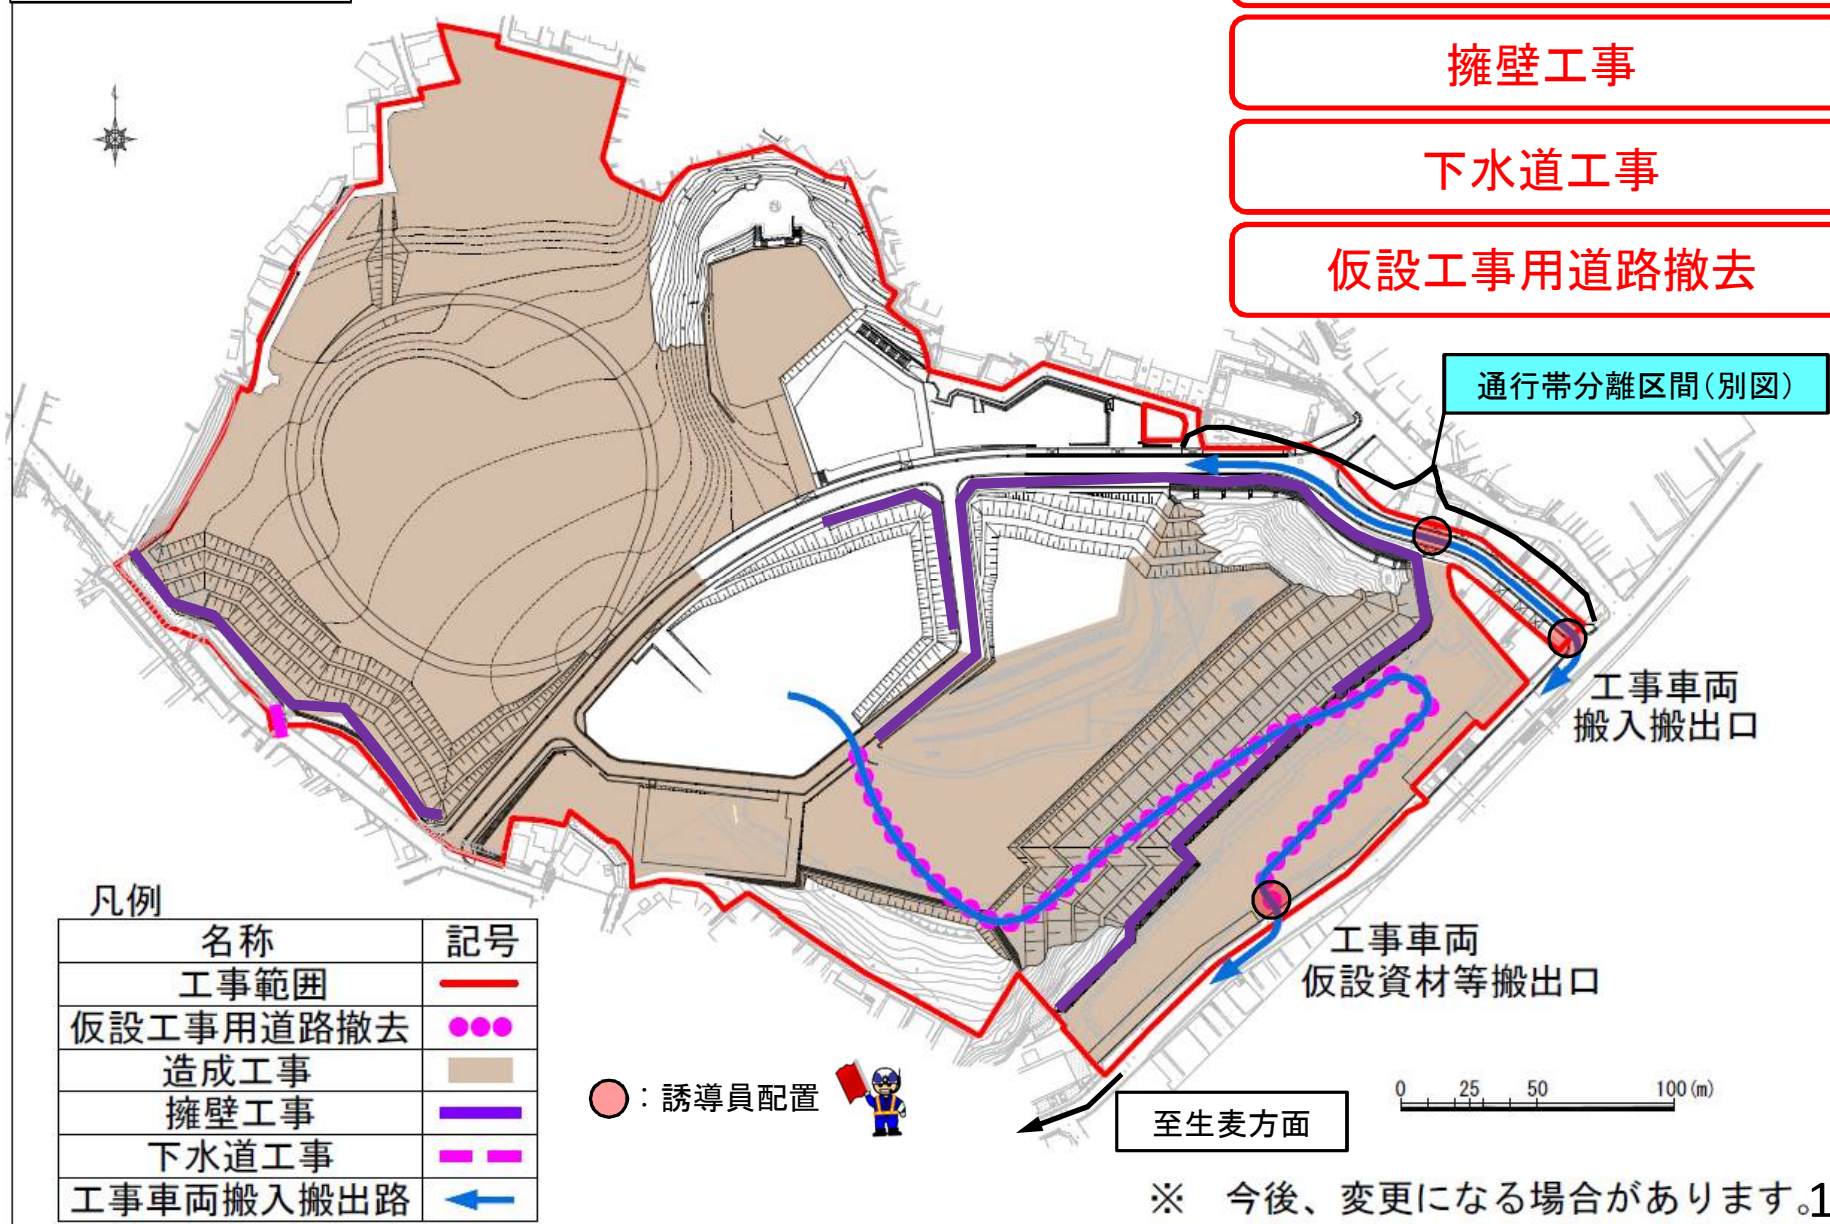 擁壁工事
下水道工事
仮設工事用道路撤去
通行帯分離区間(別図)
工事車両
搬入搬出口
工事車両
仮設資材等搬出口
凡例
名称 記号
工事範囲
仮設工事用道路撤去
造成工事
擁壁工事
下水道工事
工事車両搬入搬出路
:誘導員配置
至生麦方面
0 25 50 100(m)
※ 今後、変更になる場合があります。
1